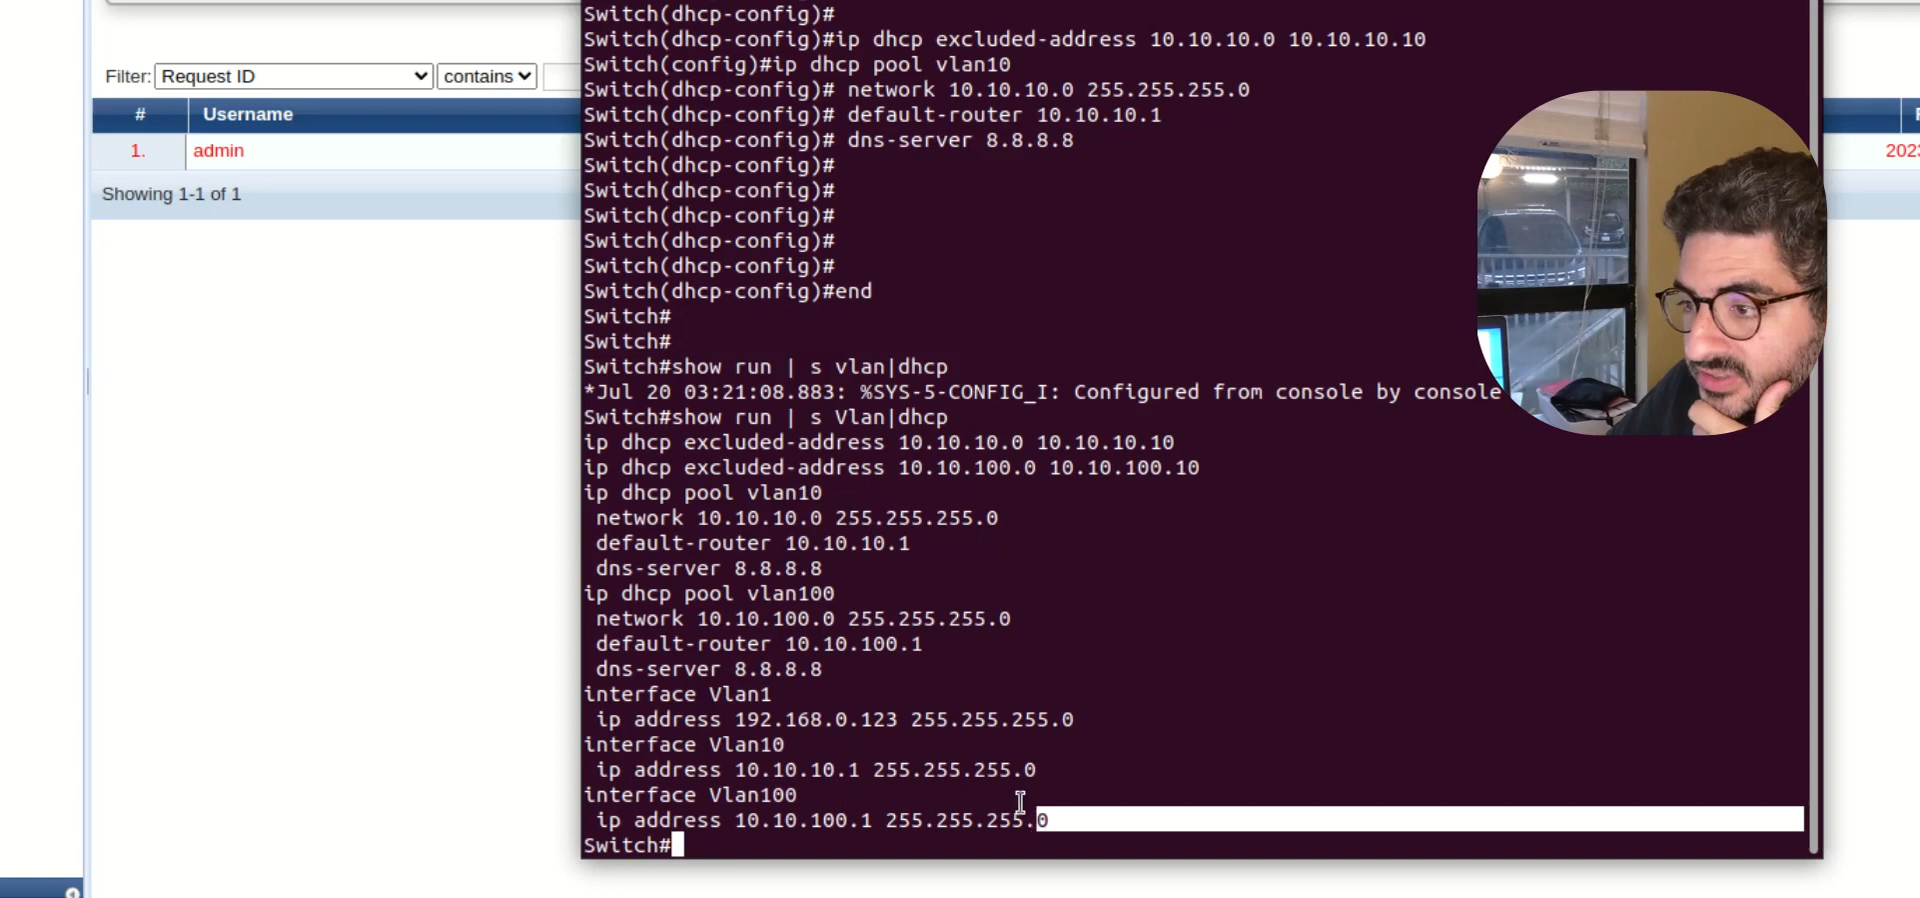 Filter: Request ID contains
# Username
1. admin
Showing 1-1 of 1
2023
Switch(dhcp-config)#
Switch(dhcp-config)#ip dhcp excluded-address 10.10.10.0 10.10.10.10
Switch(config)#ip dhcp pool vlan10
Switch(dhcp-config)# network 10.10.10.0 255.255.255.0
Switch(dhcp-config)# default-router 10.10.10.1
Switch(dhcp-config)# dns-server 8.8.8.8
Switch(dhcp-config)#
Switch(dhcp-config)#
Switch(dhcp-config)#
Switch(dhcp-config)#
Switch(dhcp-config)#
Switch(dhcp-config)#end
Switch#
Switch#
Switch#show run | s vlan|dhcp
*Jul 20 03:21:08.883: %SYS-5-CONFIG_I: Configured from console by console
Switch#show run | s Vlan|dhcp
ip dhcp excluded-address 10.10.10.0 10.10.10.10
ip dhcp excluded-address 10.10.100.0 10.10.100.10
ip dhcp pool vlan10
network 10.10.10.0 255.255.255.0
default-router 10.10.10.1
dns-server 8.8.8.8
ip dhcp pool vlan100
network 10.10.100.0 255.255.255.0
default-router 10.10.100.1
dns-server 8.8.8.8
interface Vlan1
ip address 192.168.0.123 255.255.255.0
interface Vlan10
ip address 10.10.10.1 255.255.255.0
interface Vlan100
ip address 10.10.100.1 255.255.255.0
Switch#